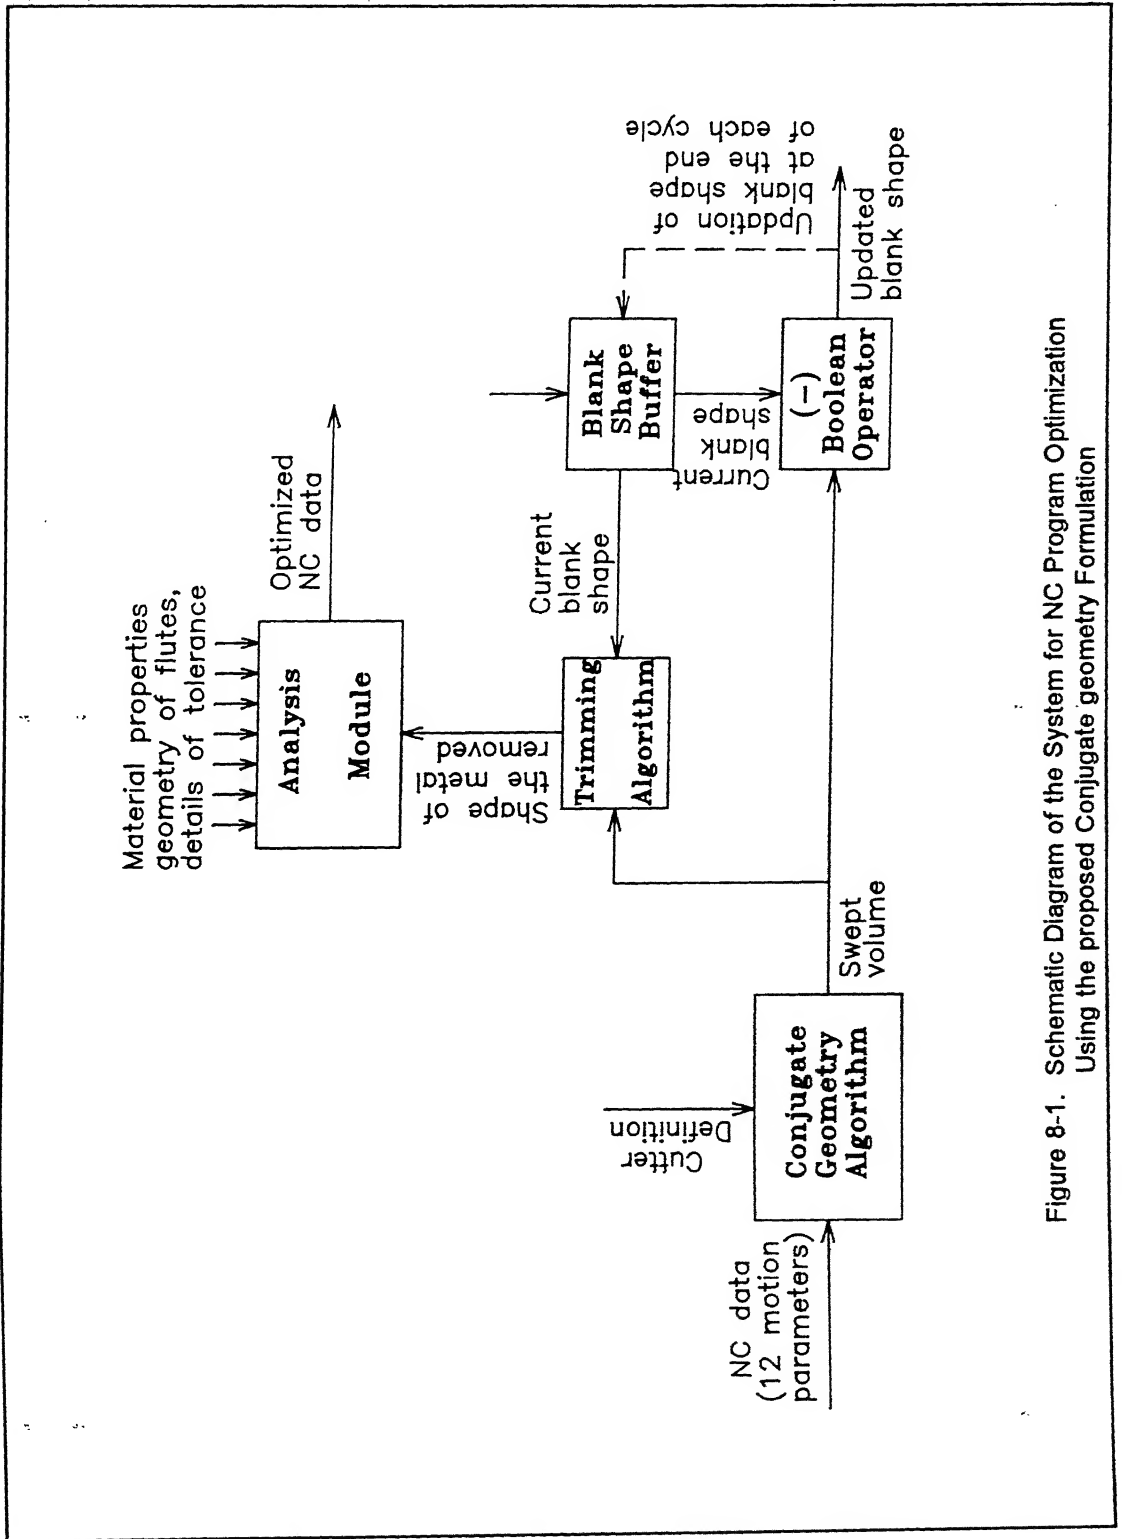 Material properties
geometry of flutes,
details of tolerance
Analysis
Module
Optimized
NC data
Shape of
the metal
removed
Trimming
Algorithm
Current
blank
shape
Blank
Shape
Buffer
Current
blank
shape
Updation of
blank shape
at the end
of each cycle
(−)
Boolean
Operator
Updated
blank shape
Cutter
Definition
NC data
(12 motion
parameters)
Conjugate
Geometry
Algorithm
Swept
volume
Figure 8-1. Schematic Diagram of the System for NC Program Optimization
Using the proposed Conjugate geometry Formulation